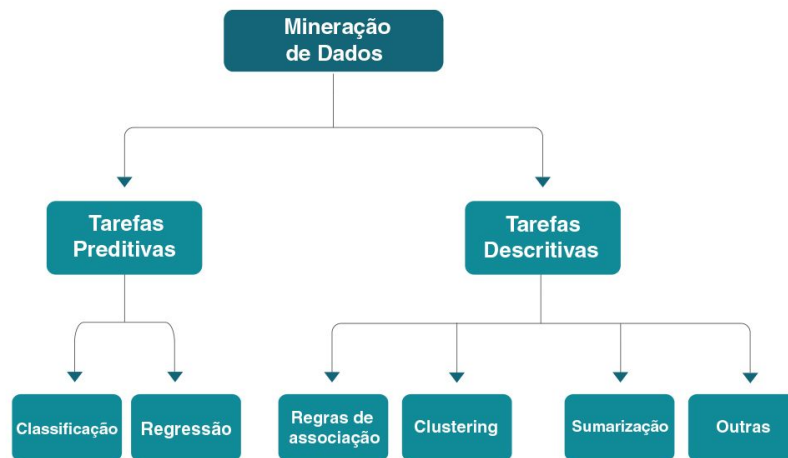 Mineração
de Dados
Tarefas
Preditivas
Tarefas
Descritivas
Classificação
Regressão
Regras de
associação
Clustering
Sumarização
Outras